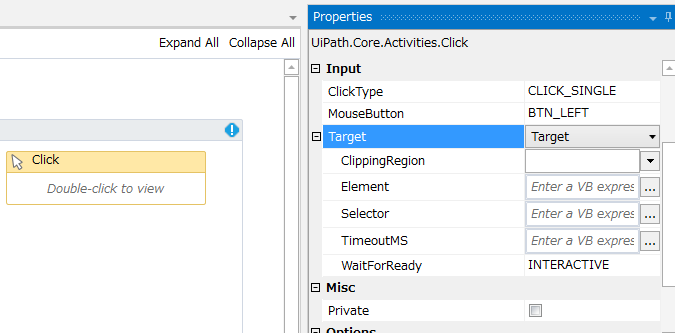 Properties
Expand All Collapse All
UiPath.Core.Activities.Click
Input
ClickType CLICK_SINGLE
MouseButton BTN_LEFT
Target Target
Click
Double-click to view
ClippingRegion
Element Enter a VB expres ...
Selector Enter a VB expres ...
TimeoutMS Enter a VB expres ...
WaitForReady INTERACTIVE
Misc
Private
Options